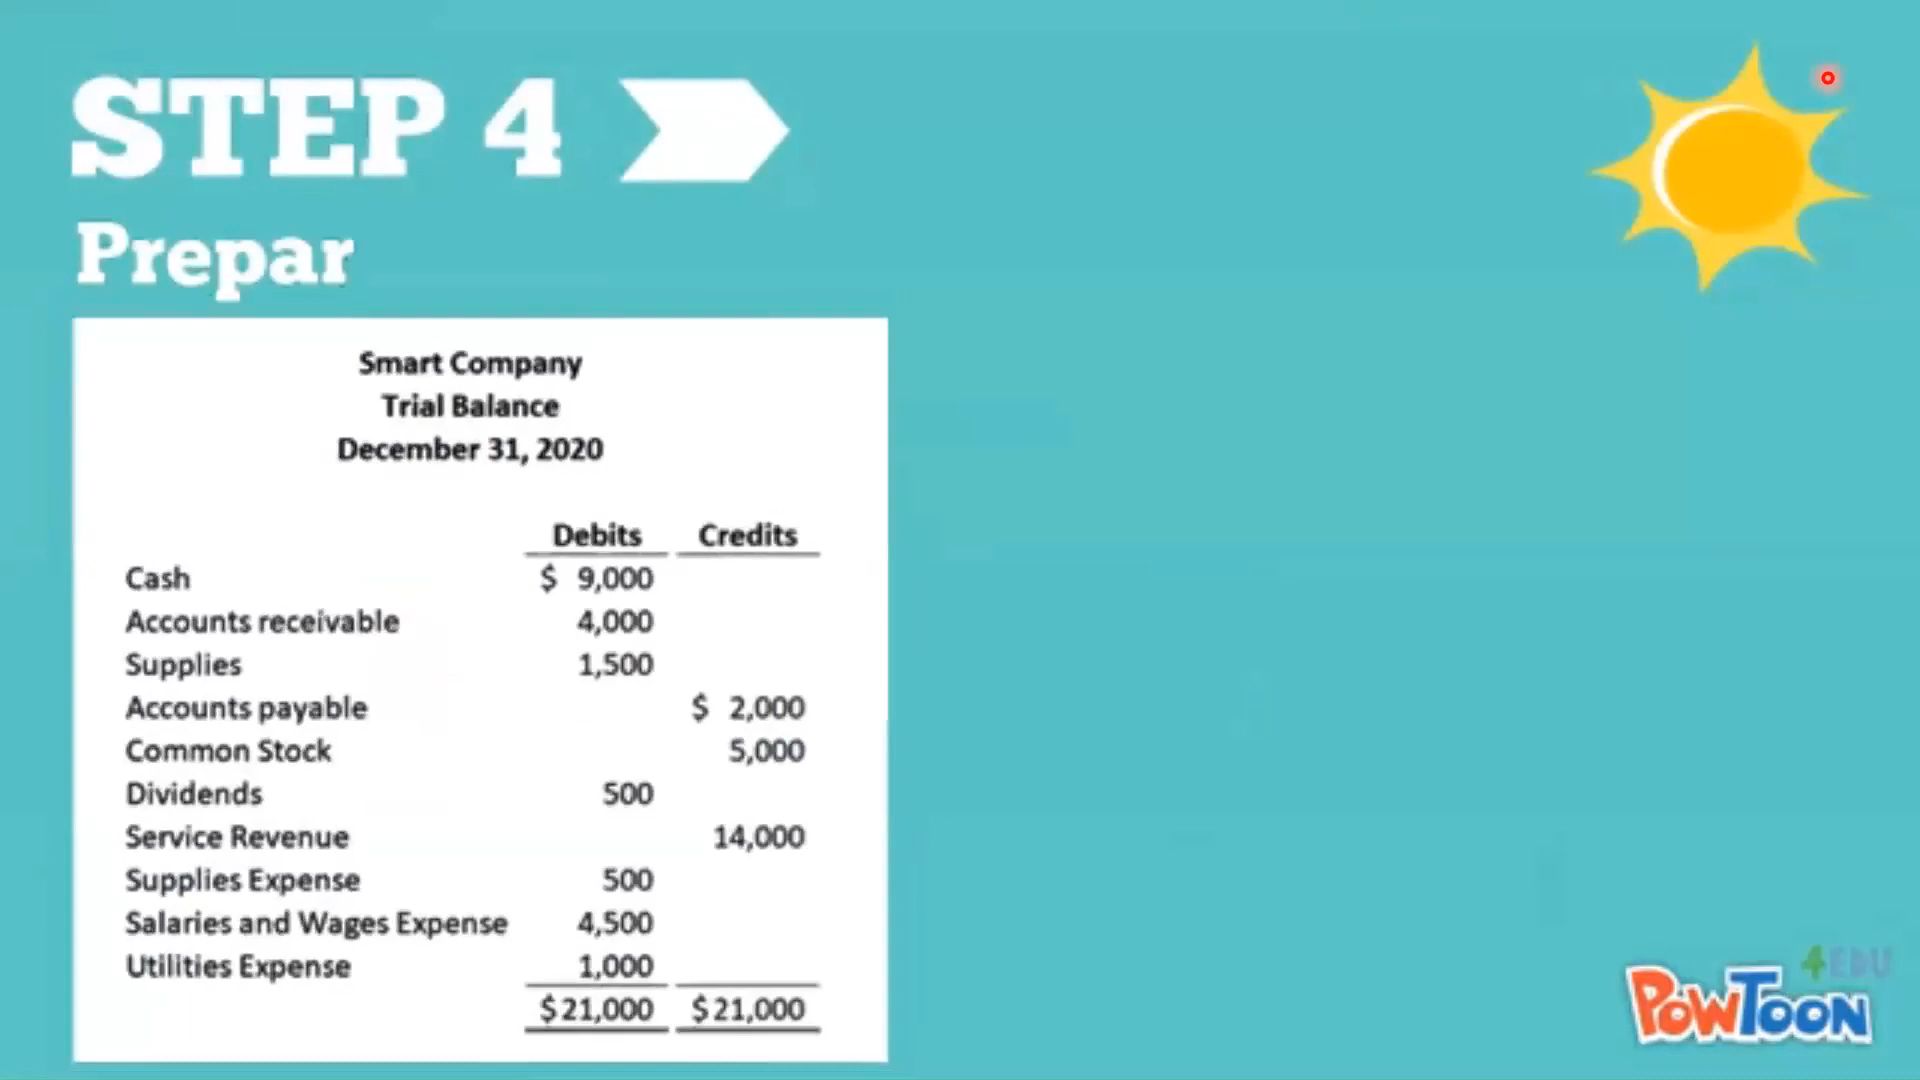 STEP 4
Prepar
Smart Company
Trial Balance
December 31, 2020
Debits Credits
Cash $ 9,000
Accounts receivable 4,000
Supplies 1,500
Accounts payable $ 2,000
Common Stock 5,000
Dividends 500
Service Revenue 14,000
Supplies Expense 500
Salaries and Wages Expense 4,500
Utilities Expense 1,000
$21,000 $21,000
4EDU
POWTOON